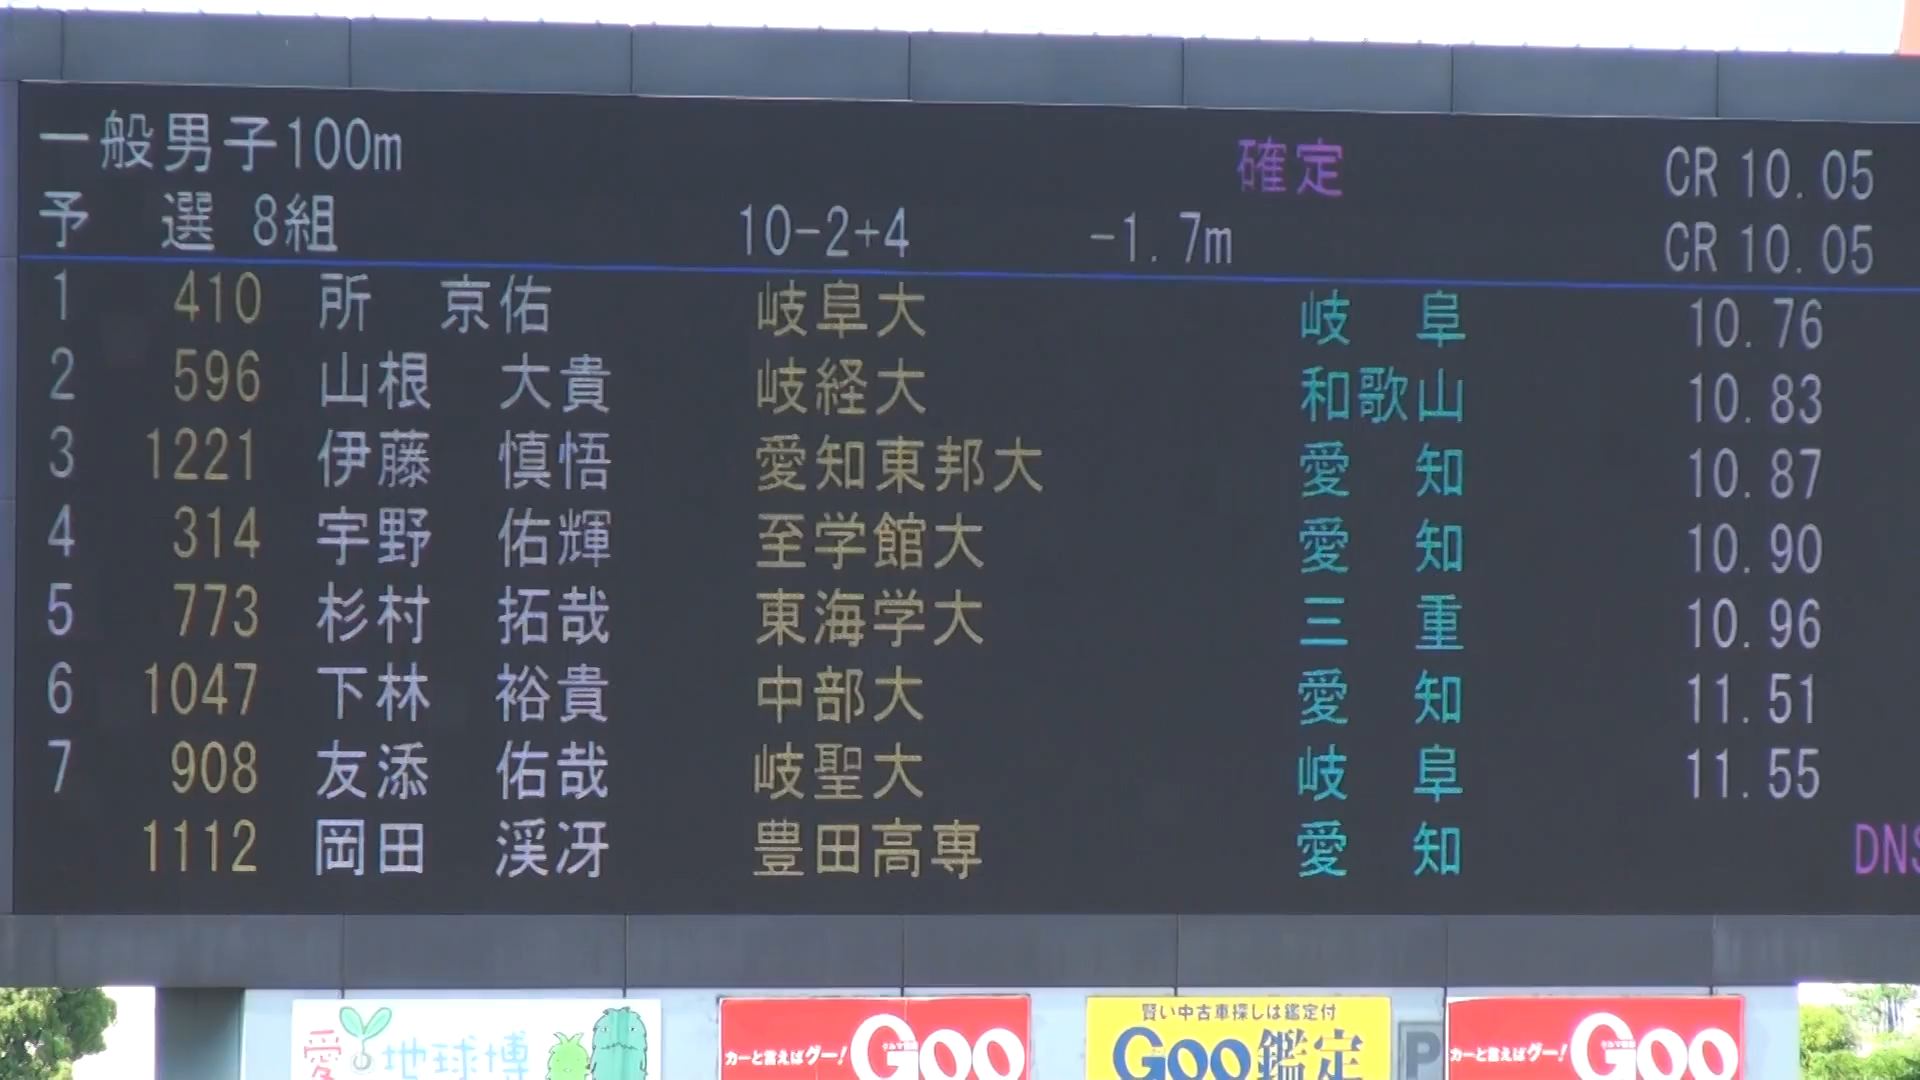 一般男子100m 確定 CR 10.05
予 選 8組 10-2+4 -1.7m CR 10.05
1 410 所 京佑 岐阜大 岐 阜 10.76
2 596 山根 大貴 岐経大 和歌山 10.83
3 1221 伊藤 慎悟 愛知東邦大 愛 知 10.87
4 314 宇野 佑輝 至学館大 愛 知 10.90
5 773 杉村 拓哉 東海学大 三 重 10.96
6 1047 下林 裕貴 中部大 愛 知 11.51
7 908 友添 佑哉 岐聖大 岐 阜 11.55
1112 岡田 渓冴 豊田高専 愛 知 DNS
愛・地球博
カーと言えばグー! Goo
賢い中古車探しは鑑定付
Goo鑑定
P
カーと言えばグー! Goo